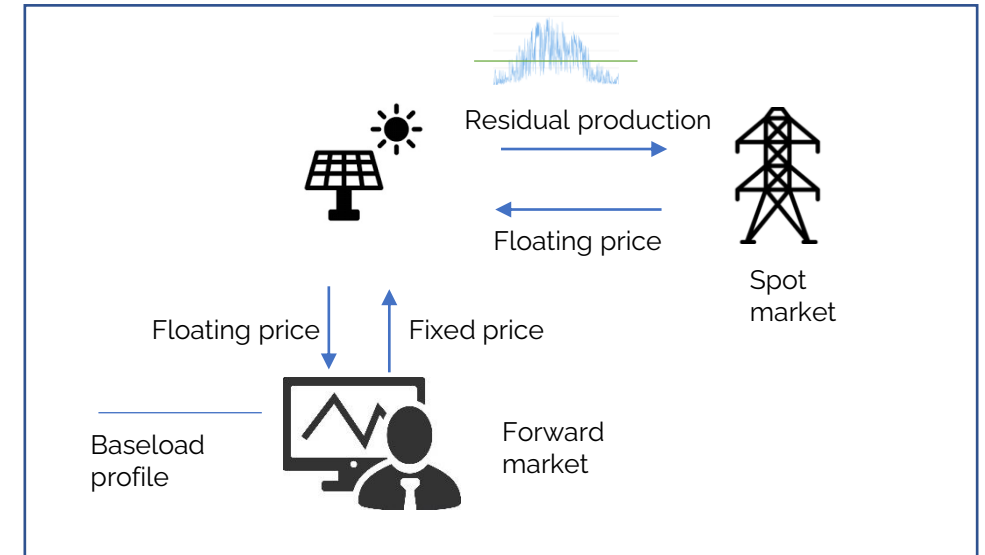 Residual production
Floating price
Spot
market
Floating price
Fixed price
Baseload
profile
Forward
market